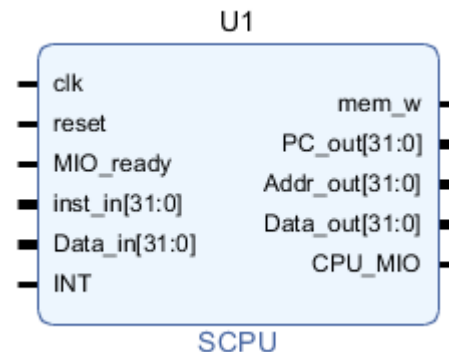 U1
clk
reset
MIO_ready
inst_in[31:0]
Data_in[31:0]
INT
mem_w
PC_out[31:0]
Addr_out[31:0]
Data_out[31:0]
CPU_MIO
SCPU